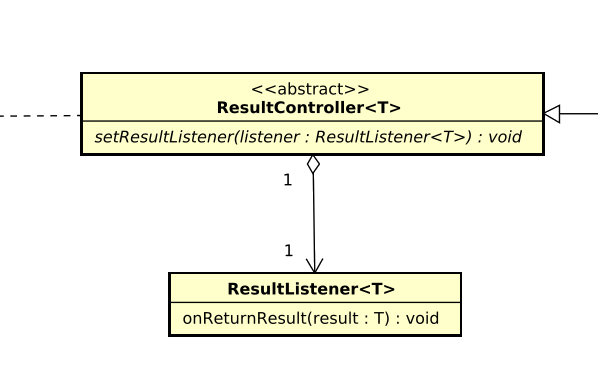 <<abstract>>
ResultController<T>
setResultListener(listener : ResultListener<T>) : void
1
1
ResultListener<T>
onReturnResult(result : T) : void